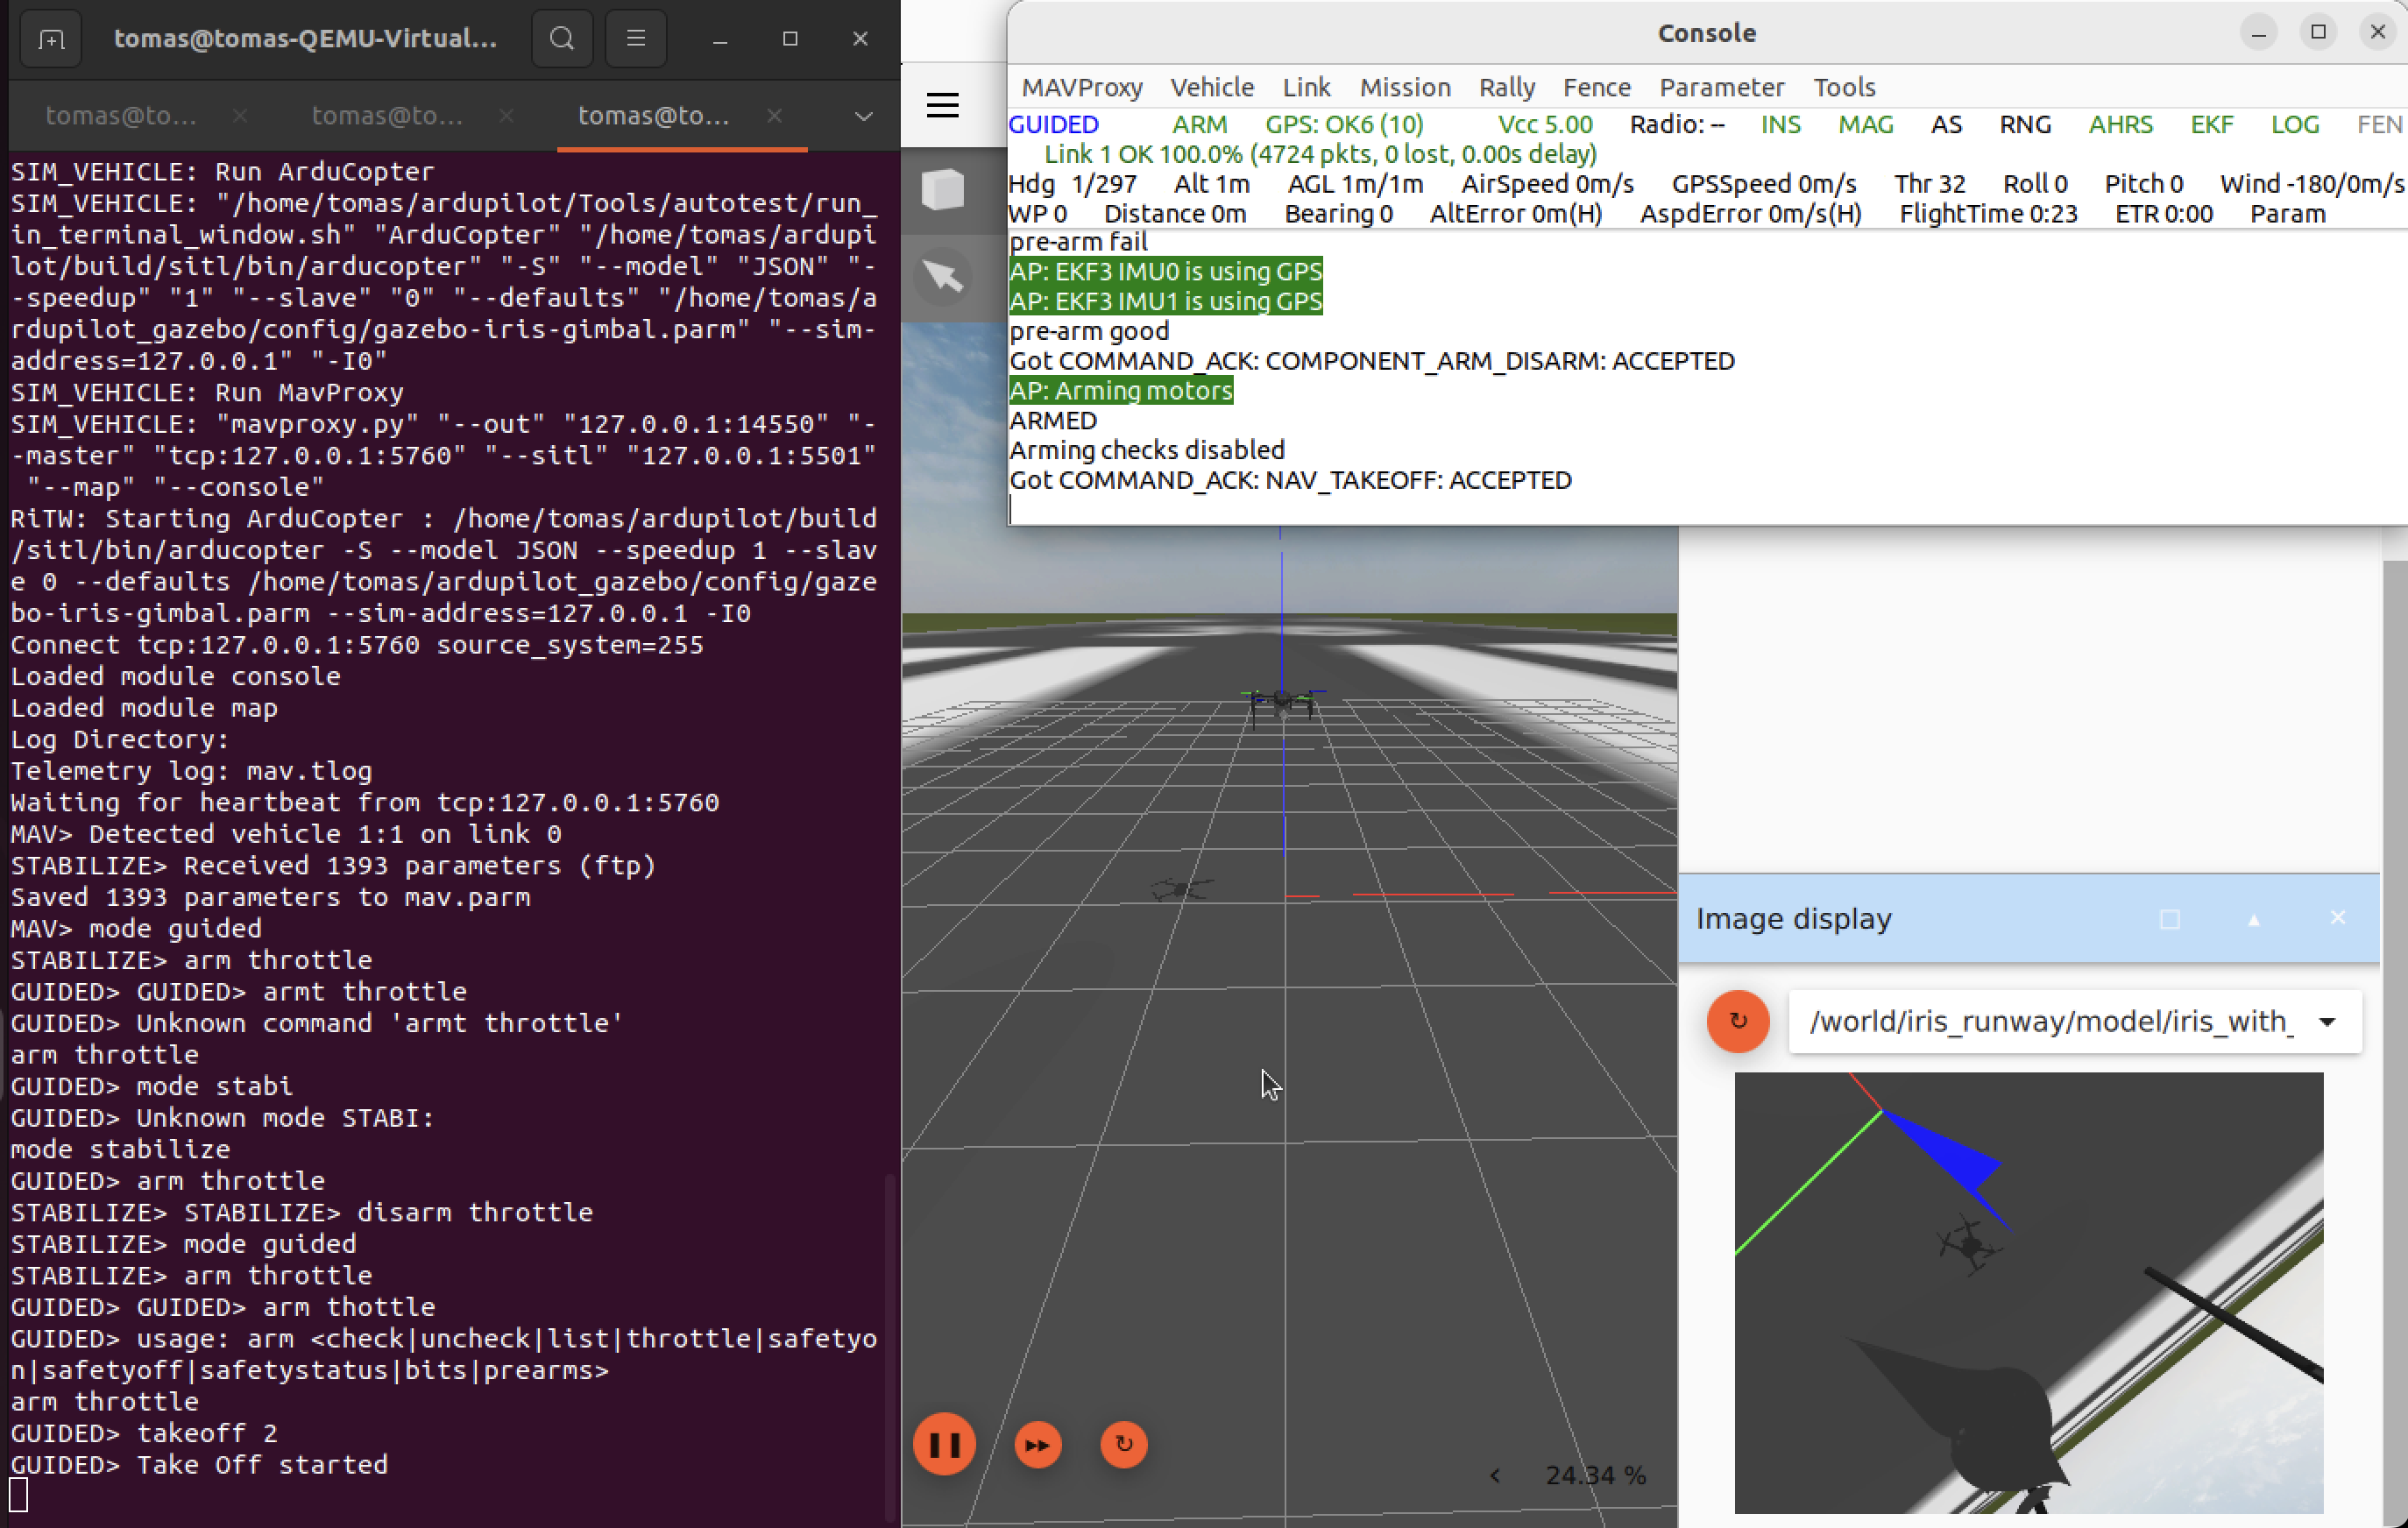 tomas@tomas-QEMU-Virtual...
tomas@to...
tomas@to...
tomas@to...
SIM_VEHICLE: Run ArduCopter
SIM_VEHICLE: "/home/tomas/ardupilot/Tools/autotest/run_
in_terminal_window.sh" "ArduCopter" "/home/tomas/ardupi
lot/build/sitl/bin/arducopter" "-S" "--model" "JSON" "-
-speedup" "1" "--slave" "0" "--defaults" "/home/tomas/a
rdupilot_gazebo/config/gazebo-iris-gimbal.parm" "--sim-
address=127.0.0.1" "-I0"
SIM_VEHICLE: Run MavProxy
SIM_VEHICLE: "mavproxy.py" "--out" "127.0.0.1:14550" "-
-master" "tcp:127.0.0.1:5760" "--sitl" "127.0.0.1:5501"
"--map" "--console"
RiTW: Starting ArduCopter : /home/tomas/ardupilot/build
/sitl/bin/arducopter -S --model JSON --speedup 1 --slav
e 0 --defaults /home/tomas/ardupilot_gazebo/config/gaze
bo-iris-gimbal.parm --sim-address=127.0.0.1 -I0
Connect tcp:127.0.0.1:5760 source_system=255
Loaded module console
Loaded module map
Log Directory:
Telemetry log: mav.tlog
Waiting for heartbeat from tcp:127.0.0.1:5760
MAV> Detected vehicle 1:1 on link 0
STABILIZE> Received 1393 parameters (ftp)
Saved 1393 parameters to mav.parm
MAV> mode guided
STABILIZE> arm throttle
GUIDED> GUIDED> armt throttle
GUIDED> Unknown command 'armt throttle'
arm throttle
GUIDED> mode stabi
GUIDED> Unknown mode STABI:
mode stabilize
GUIDED> arm throttle
STABILIZE> STABILIZE> disarm throttle
STABILIZE> mode guided
STABILIZE> arm throttle
GUIDED> GUIDED> arm thottle
GUIDED> usage: arm <check|uncheck|list|throttle|safetyo
n|safetyoff|safetystatus|bits|prearms>
arm throttle
GUIDED> takeoff 2
GUIDED> Take Off started
Console
MAVProxy Vehicle Link Mission Rally Fence Parameter Tools
GUIDED ARM GPS: OK6 (10) Vcc 5.00 Radio: -- INS MAG AS RNG AHRS EKF LOG FEN
Link 1 OK 100.0% (4724 pkts, 0 lost, 0.00s delay)
Hdg 1/297 Alt 1m AGL 1m/1m AirSpeed 0m/s GPSSpeed 0m/s Thr 32 Roll 0 Pitch 0 Wind -180/0m/s
WP 0 Distance 0m Bearing 0 AltError 0m(H) AspdError 0m/s(H) FlightTime 0:23 ETR 0:00 Param
pre-arm fail
AP: EKF3 IMU0 is using GPS
AP: EKF3 IMU1 is using GPS
pre-arm good
Got COMMAND_ACK: COMPONENT_ARM_DISARM: ACCEPTED
AP: Arming motors
ARMED
Arming checks disabled
Got COMMAND_ACK: NAV_TAKEOFF: ACCEPTED
24.34 %
Image display
/world/iris_runway/model/iris_with_